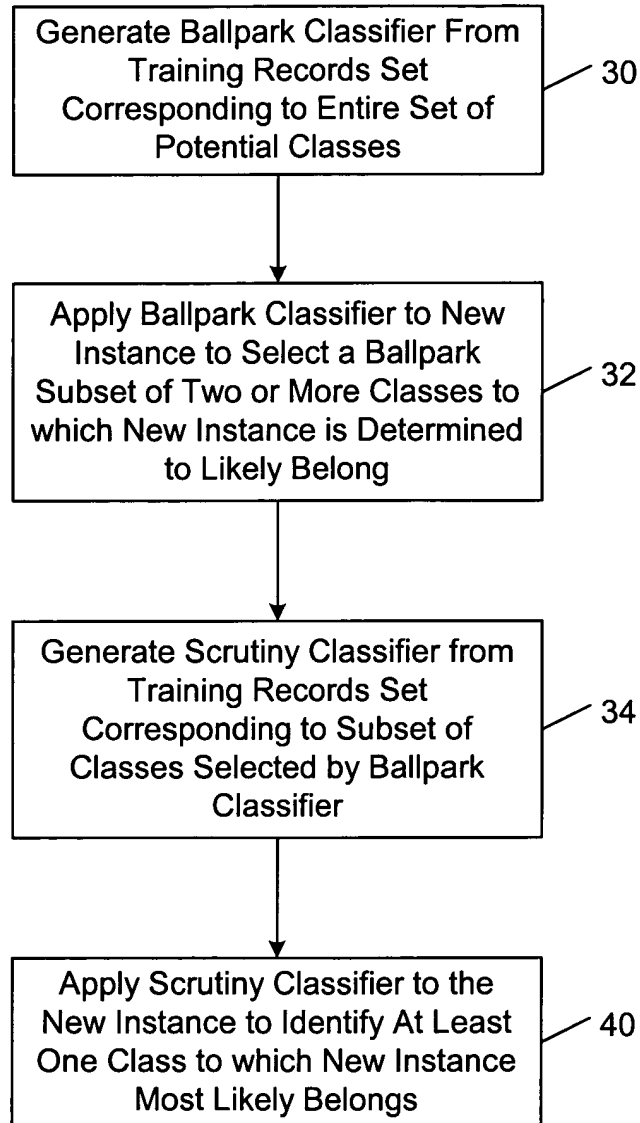 Generate Ballpark Classifier From
Training Records Set
Corresponding to Entire Set of
Potential Classes
30
Apply Ballpark Classifier to New
Instance to Select a Ballpark
Subset of Two or More Classes to
which New Instance is Determined
to Likely Belong
32
Generate Scrutiny Classifier from
Training Records Set
Corresponding to Subset of
Classes Selected by Ballpark
Classifier
34
Apply Scrutiny Classifier to the
New Instance to Identify At Least
One Class to which New Instance
Most Likely Belongs
40